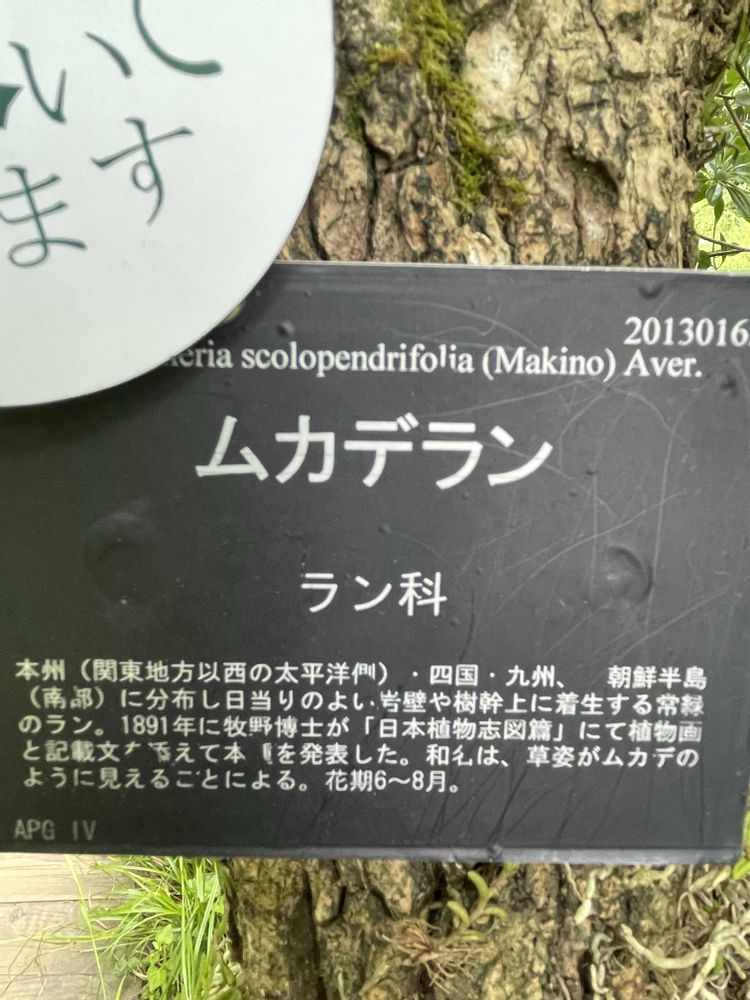 し
いす
ます
2013016
eria scolopendrifolia (Makino) Aver.
ムカデラン
ラン科
本州（関東地方以西の太平洋側）・四国・九州、　朝鮮半島
（南部）に分布し日当りのよい岩壁や樹幹上に着生する常緑
のラン。1891年に牧野博士が「日本植物志図篇」にて植物画
と記載文を添えて本種を発表した。和名は、草姿がムカデの
ように見えることによる。花期6～8月。
APG IV